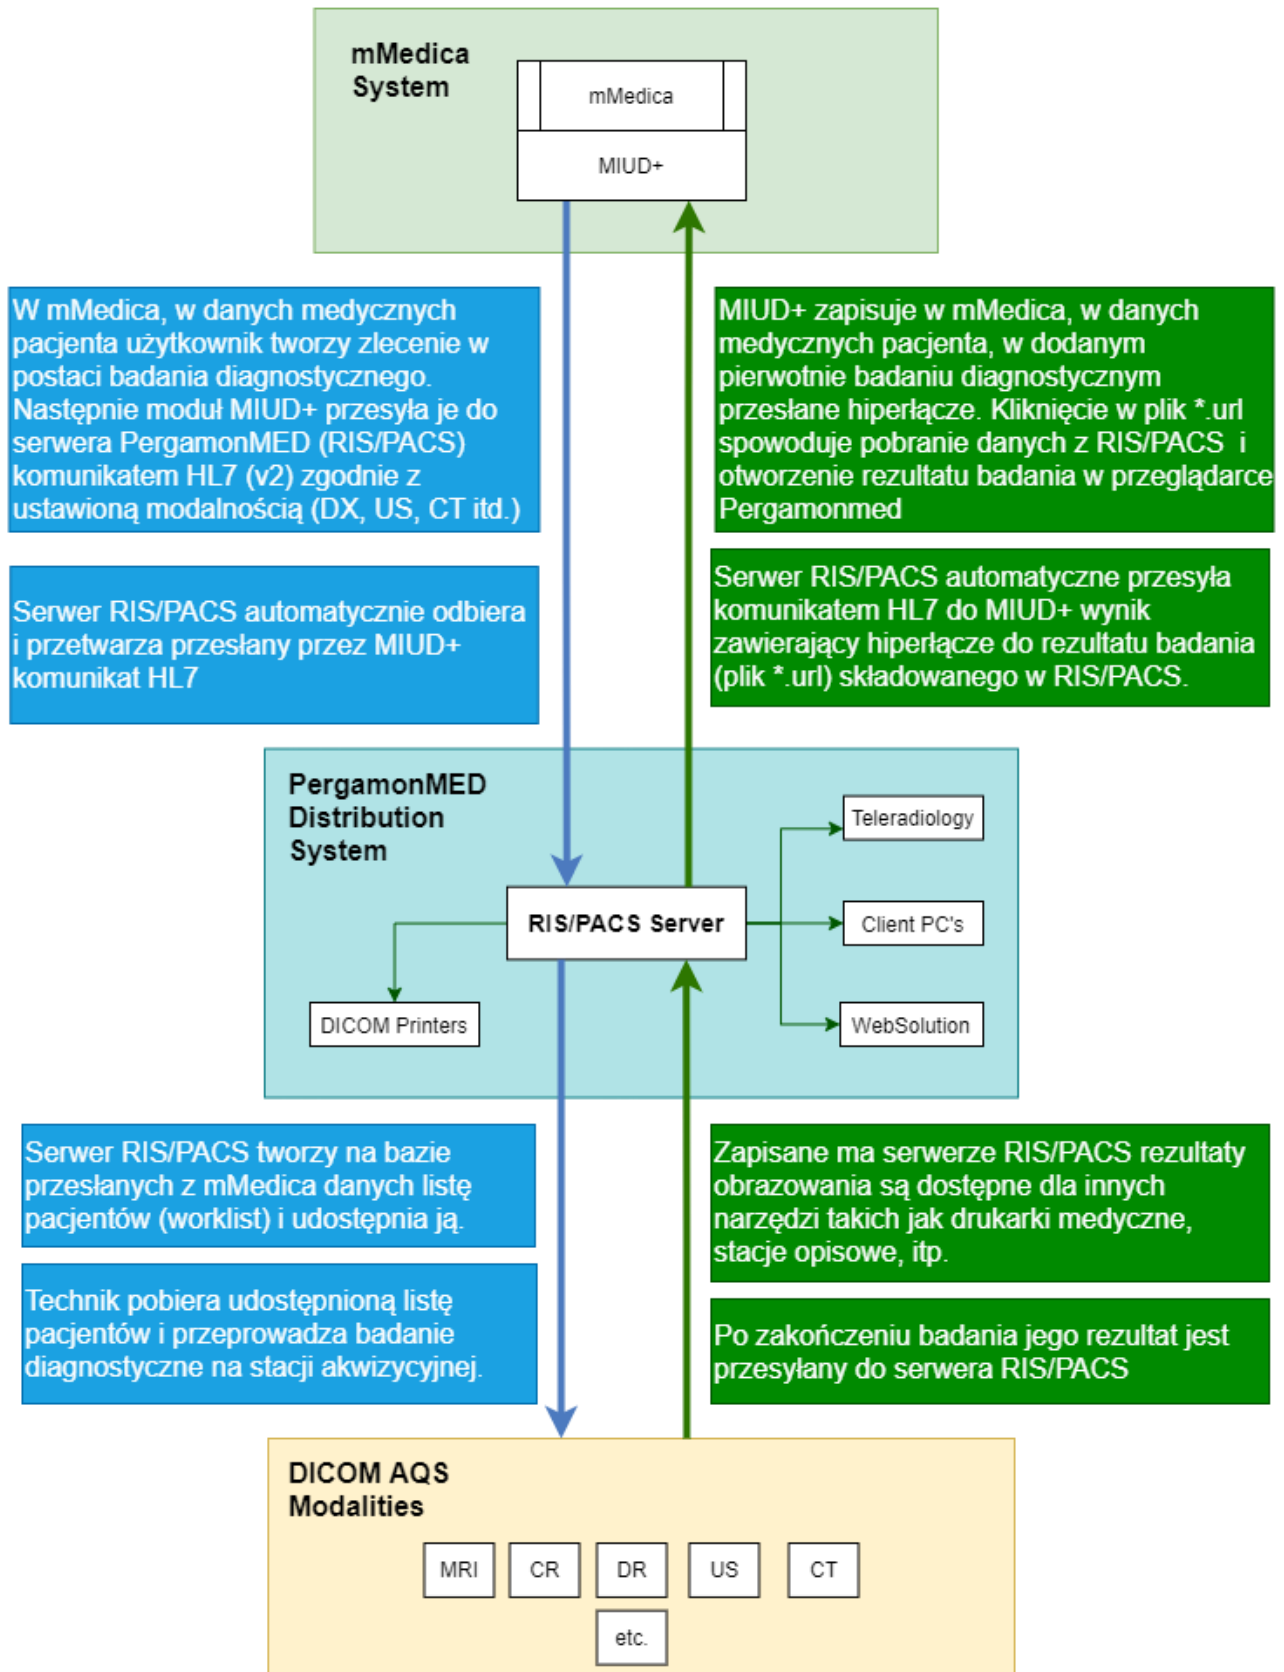 mMedica
System
mMedica
MIUD+
W mMedica, w danych medycznych
pacjenta użytkownik tworzy zlecenie w
postaci badania diagnostycznego.
Następnie moduł MIUD+ przesyła je do
serwera PergamonMED (RIS/PACS)
komunikatem HL7 (v2) zgodnie z
ustawioną modalnością (DX, US, CT itd.)
MIUD+ zapisuje w mMedica, w danych
medycznych pacjenta, w dodanym
pierwotnie badaniu diagnostycznym
przesłane hiperłącze. Kliknięcie w plik *.url
spowoduje pobranie danych z RIS/PACS i
otworzenie rezultatu badania w przeglądarce
Pergamonmed
Serwer RIS/PACS automatycznie odbiera
i przetwarza przesłany przez MIUD+
komunikat HL7
Serwer RIS/PACS automatyczne przesyła
komunikatem HL7 do MIUD+ wynik
zawierający hiperłącze do rezultatu badania
(plik *.url) składowanego w RIS/PACS.
PergamonMED
Distribution
System
Teleradiology
RIS/PACS Server
Client PC's
DICOM Printers
WebSolution
Serwer RIS/PACS tworzy na bazie
przesłanych z mMedica danych listę
pacjentów (worklist) i udostępnia ją.
Zapisane ma serwerze RIS/PACS rezultaty
obrazowania są dostępne dla innych
narzędzi takich jak drukarki medyczne,
stacje opisowe, itp.
Technik pobiera udostępnioną listę
pacjentów i przeprowadza badanie
diagnostyczne na stacji akwizycyjnej.
Po zakończeniu badania jego rezultat jest
przesyłany do serwera RIS/PACS
DICOM AQS
Modalities
MRI
CR
DR
US
CT
etc.